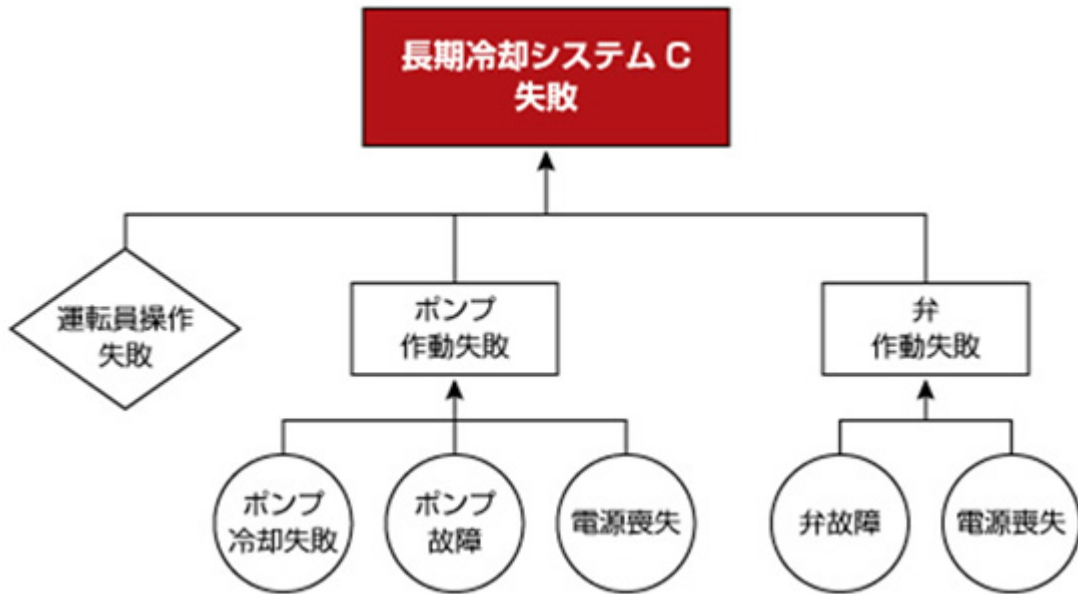 長期冷却システム C
失敗
運転員操作
失敗
ポンプ
作動失敗
弁
作動失敗
ポンプ
冷却失敗
ポンプ
故障
電源喪失
弁故障
電源喪失